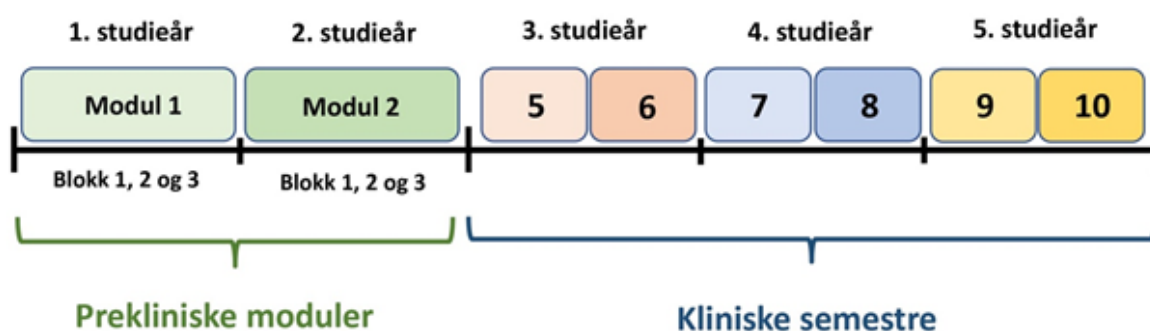 1. studieår 2. studieår 3. studieår 4. studieår 5. studieår
Modul 1 Modul 2 5 6 7 8 9 10
Blokk 1, 2 og 3 Blokk 1, 2 og 3
Prekliniske moduler Kliniske semestre